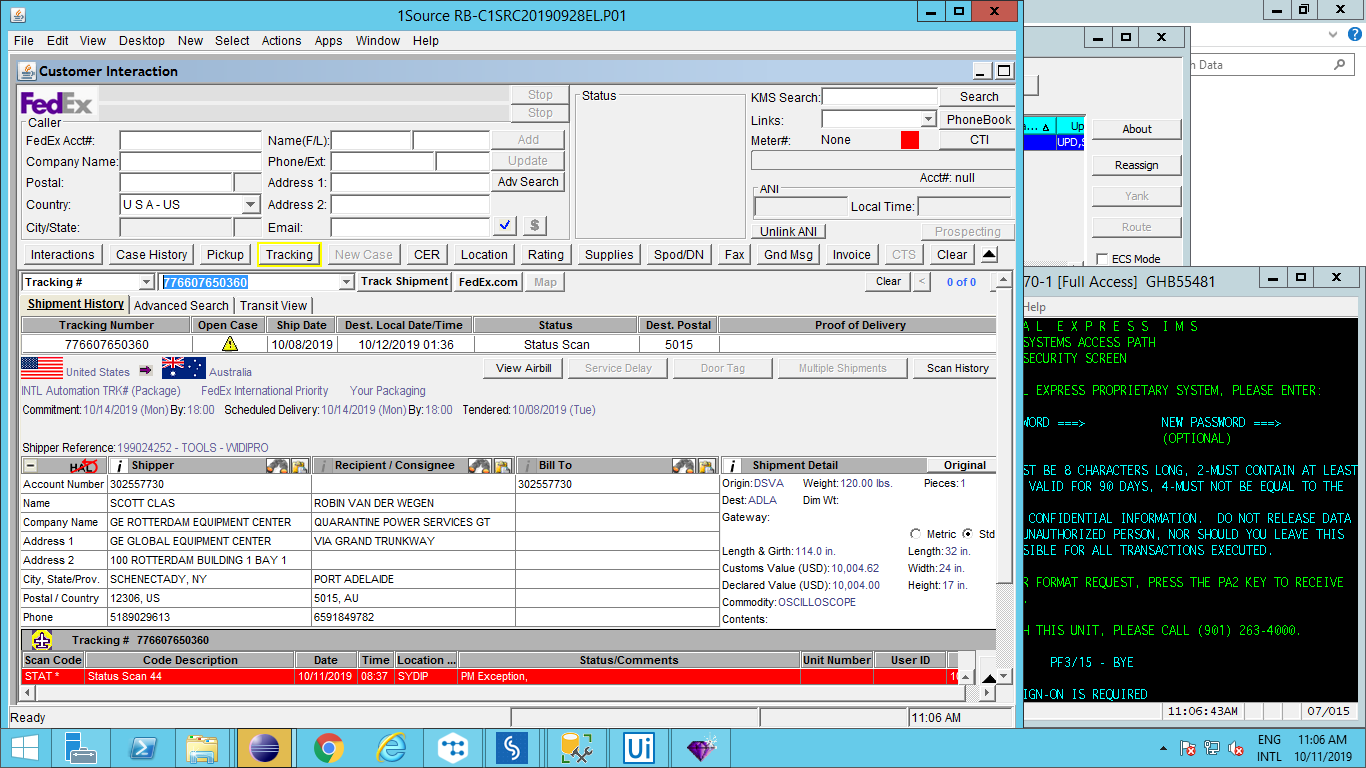 1Source RB-C1SRC20190928EL.P01
File Edit View Desktop New Select Actions Apps Window Help
Customer Interaction
FedEx
Stop
Stop
Caller
FedEx Acct#:
Name(F/L):
Add
Company Name:
Phone/Ext:
Update
Postal:
Address 1:
Adv Search
Country:
U S A - US
Address 2:
City/State:
Email:
$
Status
KMS Search:
Search
Links:
PhoneBook
Meter#: None
CTI
Acct#: null
ANI
Local Time:
Unlink ANI
Prospecting
Interactions Case History Pickup Tracking New Case CER Location Rating Supplies Spod/DN Fax Gnd Msg Invoice CTS Clear
Tracking # 776607650360 Track Shipment FedEx.com Map Clear < 0 of 0
Shipment History Advanced Search Transit View
Tracking Number Open Case Ship Date Dest. Local Date/Time Status Dest. Postal Proof of Delivery
776607650360 10/08/2019 10/12/2019 01:36 Status Scan 5015
United States Australia
View Airbill Service Delay Door Tag Multiple Shipments Scan History
INTL Automation TRK# (Package) FedEx International Priority Your Packaging
Commitment: 10/14/2019 (Mon) By: 18:00 Scheduled Delivery: 10/14/2019 (Mon) By: 18:00 Tendered: 10/08/2019 (Tue)
Shipper Reference: 199024252 - TOOLS - WIDIPRO
HAL Shipper Recipient / Consignee Bill To Shipment Detail Original
Account Number 302557730 302557730
Name SCOTT CLAS ROBIN VAN DER WEGEN
Company Name GE ROTTERDAM EQUIPMENT CENTER QUARANTINE POWER SERVICES GT
Address 1 GE GLOBAL EQUIPMENT CENTER VIA GRAND TRUNKWAY
Address 2 100 ROTTERDAM BUILDING 1 BAY 1
City, State/Prov. SCHENECTADY, NY PORT ADELAIDE
Postal / Country 12306, US 5015, AU
Phone 5189029613 6591849782
Origin: DSVA Weight: 120.00 lbs. Pieces: 1
Dest: ADLA Dim Wt:
Gateway:
Metric Std
Length & Girth: 114.0 in. Length: 32 in.
Customs Value (USD): 10,004.62 Width: 24 in.
Declared Value (USD): 10,004.00 Height: 17 in.
Commodity: OSCILLOSCOPE
Contents:
Tracking # 776607650360
Scan Code Code Description Date Time Location ... Status/Comments Unit Number User ID
STAT * Status Scan 44 10/11/2019 08:37 SYDIP PM Exception,
Ready 11:06 AM
n Data
a... Up
UPD,S
About
Reassign
Yank
Route
ECS Mode
70-1 [Full Access] GHB55481
Help
A L E X P R E S S I M S
SYSTEMS ACCESS PATH
SECURITY SCREEN
L EXPRESS PROPRIETARY SYSTEM, PLEASE ENTER:
WORD ===> NEW PASSWORD ===>
(OPTIONAL)
ST BE 8 CHARACTERS LONG, 2-MUST CONTAIN AT LEAST
VALID FOR 90 DAYS, 4-MUST NOT BE EQUAL TO THE
CONFIDENTIAL INFORMATION. DO NOT RELEASE DATA
UNAUTHORIZED PERSON, NOR SHOULD YOU LEAVE THIS
SIBLE FOR ALL TRANSACTIONS EXECUTED.
R FORMAT REQUEST, PRESS THE PA2 KEY TO RECEIVE
.
H THIS UNIT, PLEASE CALL (901) 263-4000.
PF3/15 - BYE
IGN-ON IS REQUIRED
11:06:43AM 07/015
Ui
ENG 11:06 AM
INTL 10/11/2019